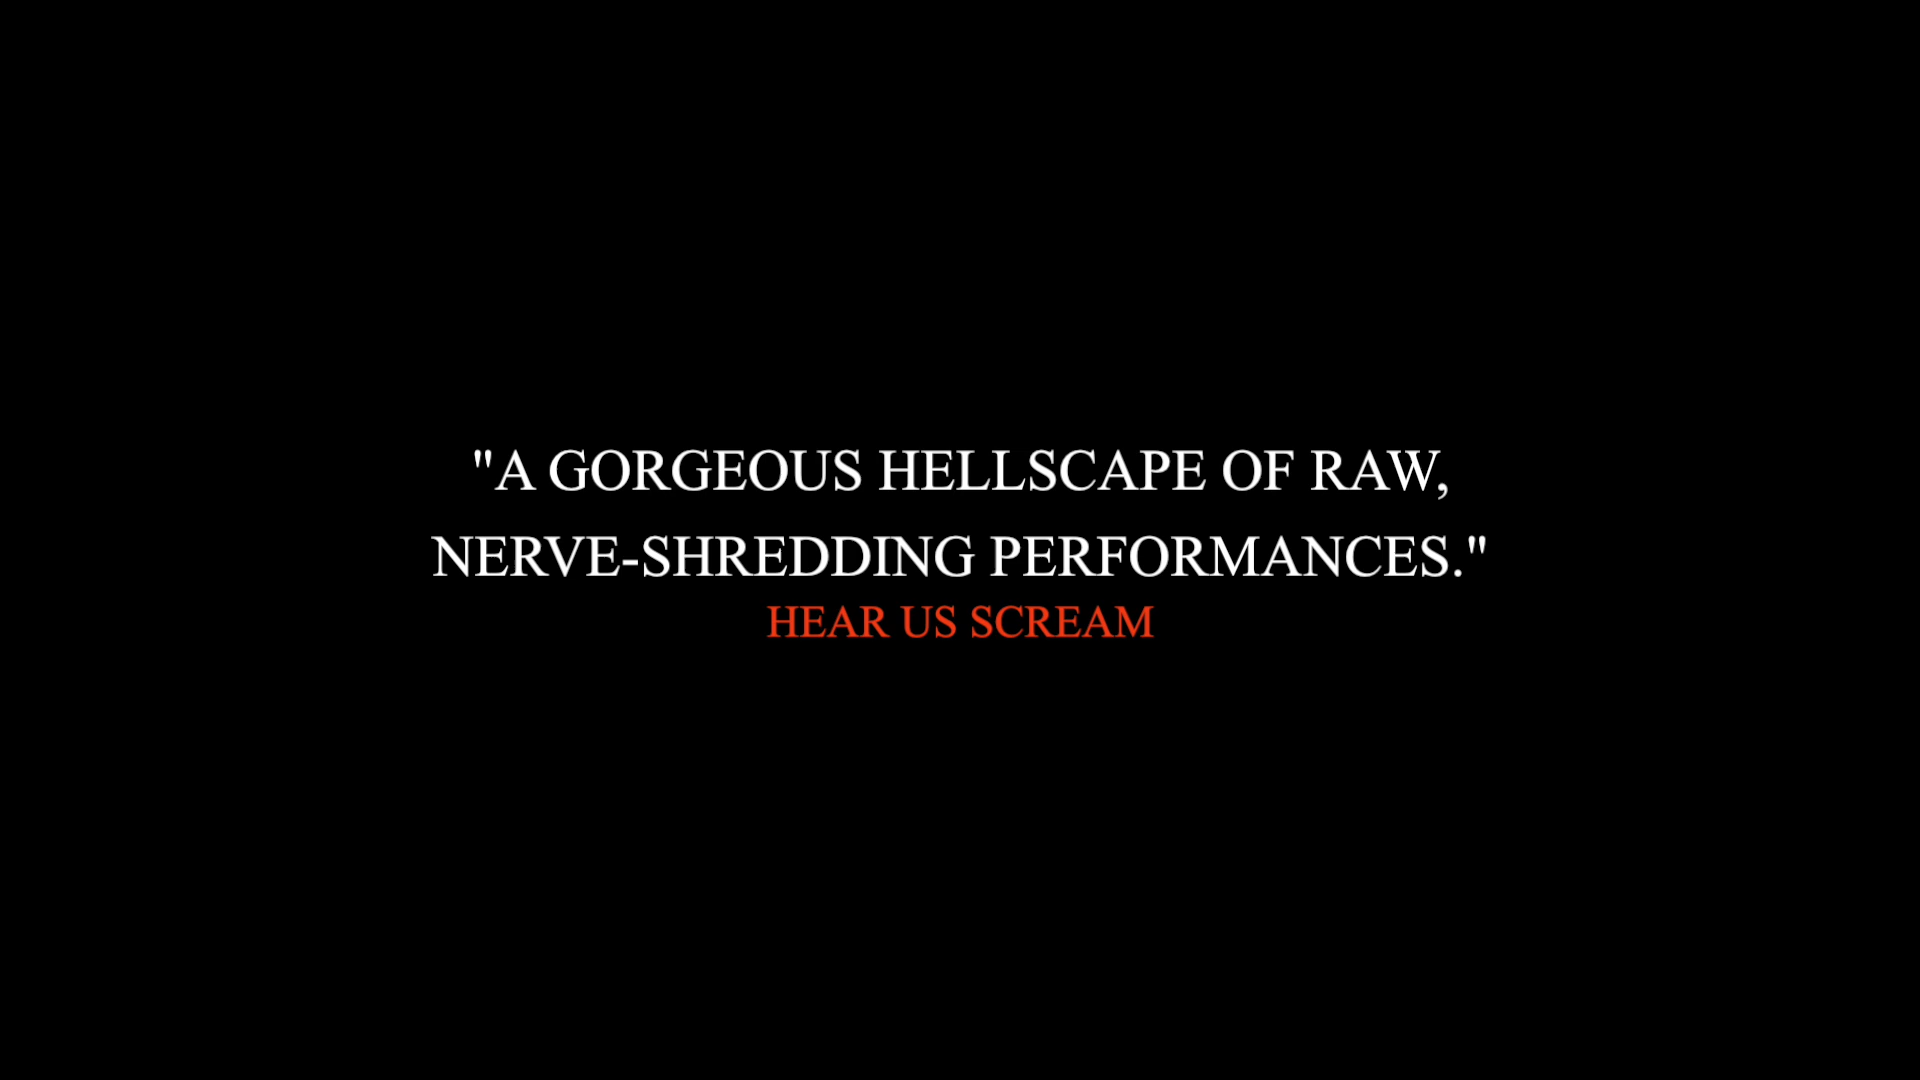 "A GORGEOUS HELLSCAPE OF RAW,
NERVE-SHREDDING PERFORMANCES."
HEAR US SCREAM